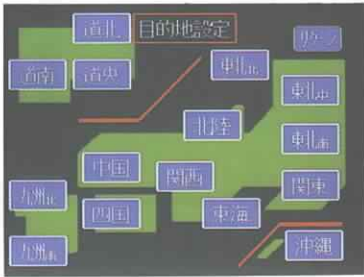 道北
目的地設定
リターン
道南
道央
東北北
東北中
北陸
東北南
中国
関西
関東
九州北
四国
東海
九州南
沖縄